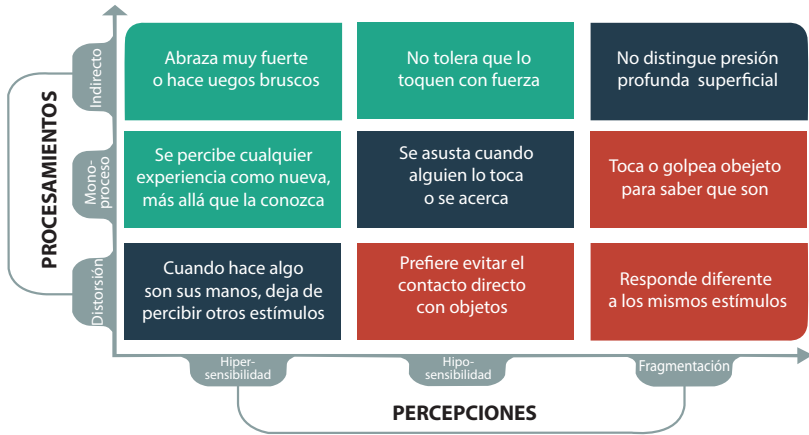 PROCESAMIENTOS
Indirecto
Abraza muy fuerte
o hace uegos bruscos
No tolera que lo
toquen con fuerza
No distingue presión
profunda superficial
Mono-
proceso
Se percibe cualquier
experiencia como nueva,
más allá que la conozca
Se asusta cuando
alguien lo toca
o se acerca
Toca o golpea obejeto
para saber que son
Distorsión
Cuando hace algo
son sus manos, deja de
percibir otros estímulos
Prefiere evitar el
contacto directo
con objetos
Responde diferente
a los mismos estímulos
Hiper-
sensibilidad
Hipo-
sensibilidad
Fragmentación
PERCEPCIONES